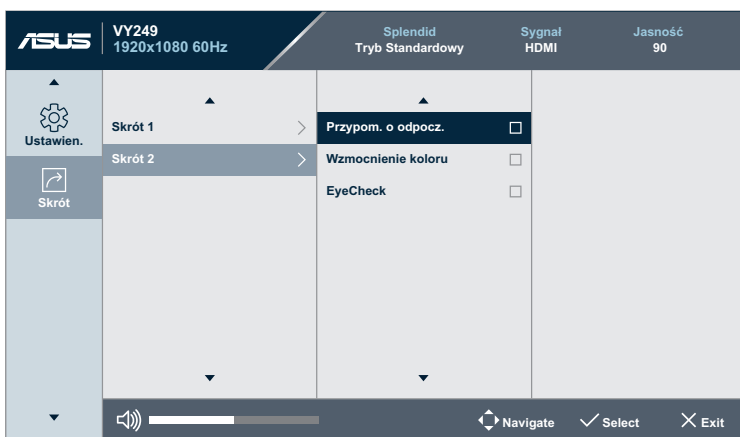 ASUS
VY249
1920x1080 60Hz
Splendid
Tryb Standardowy
Sygnał
HDMI
Jasność
90
Ustawien.
Skrót
Skrót 1
Skrót 2
Przypom. o odpocz.
Wzmocnienie koloru
EyeCheck
Navigate
Select
Exit